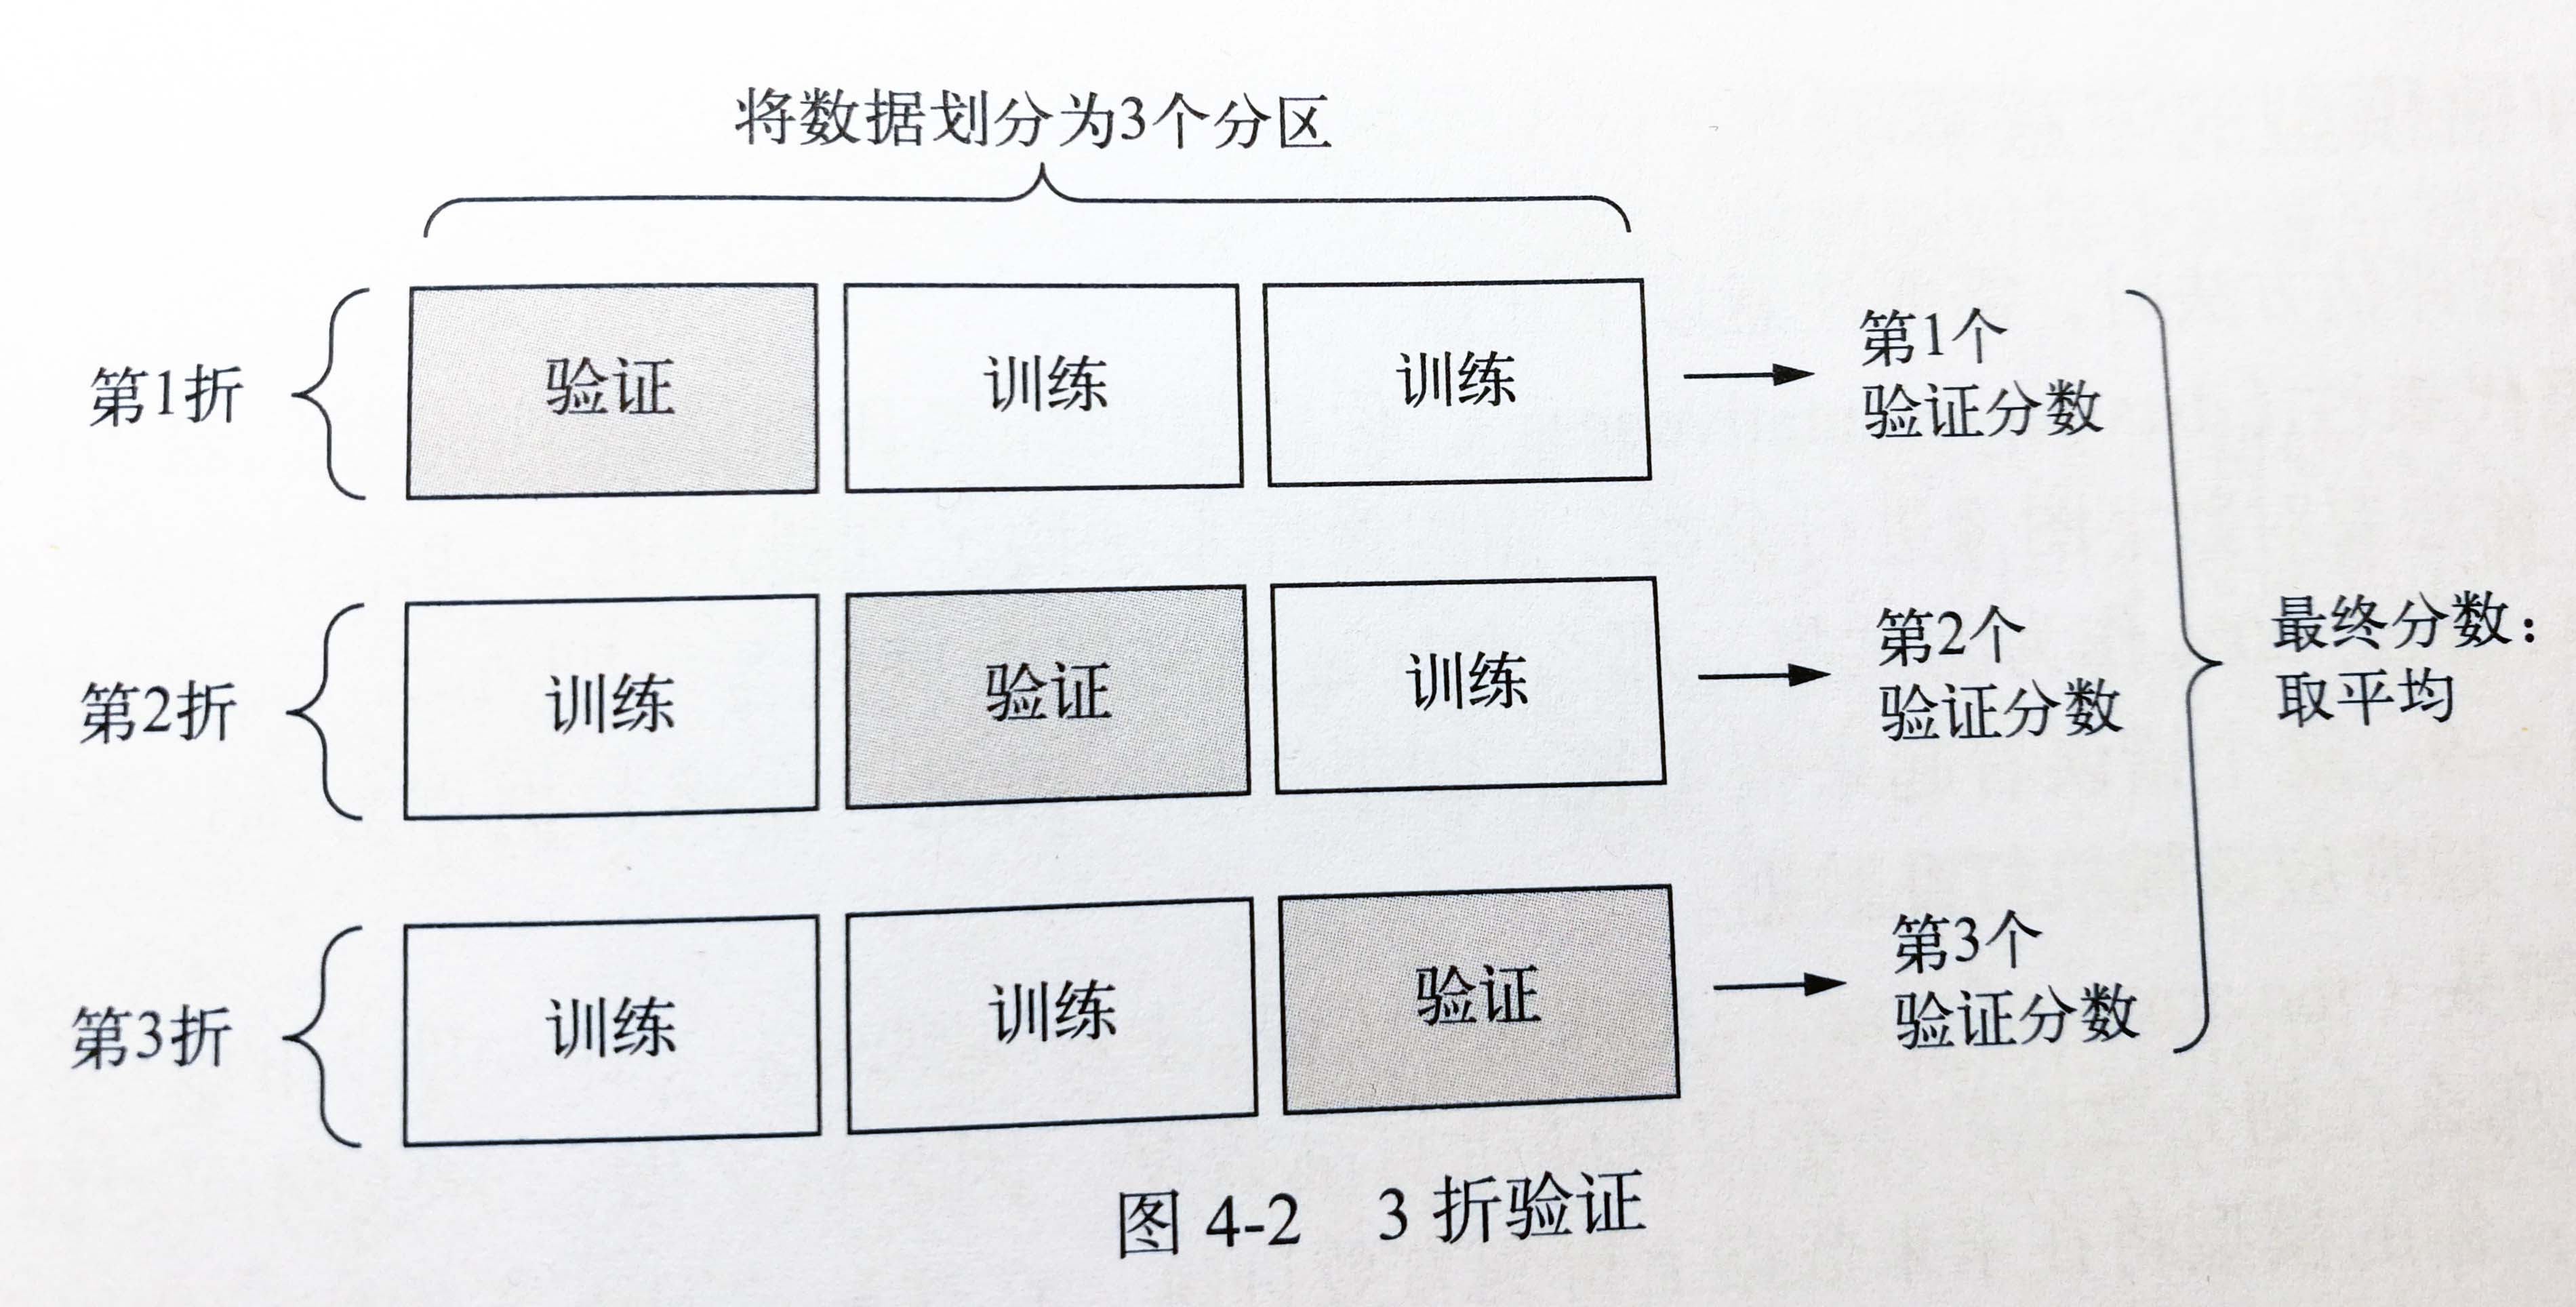 将数据划分为3个分区
第1折
验证
训练
训练
第1个
验证分数
第2折
训练
验证
训练
第2个
验证分数
最终分数：
取平均
第3折
训练
训练
验证
第3个
验证分数
图 4-2 3 折验证